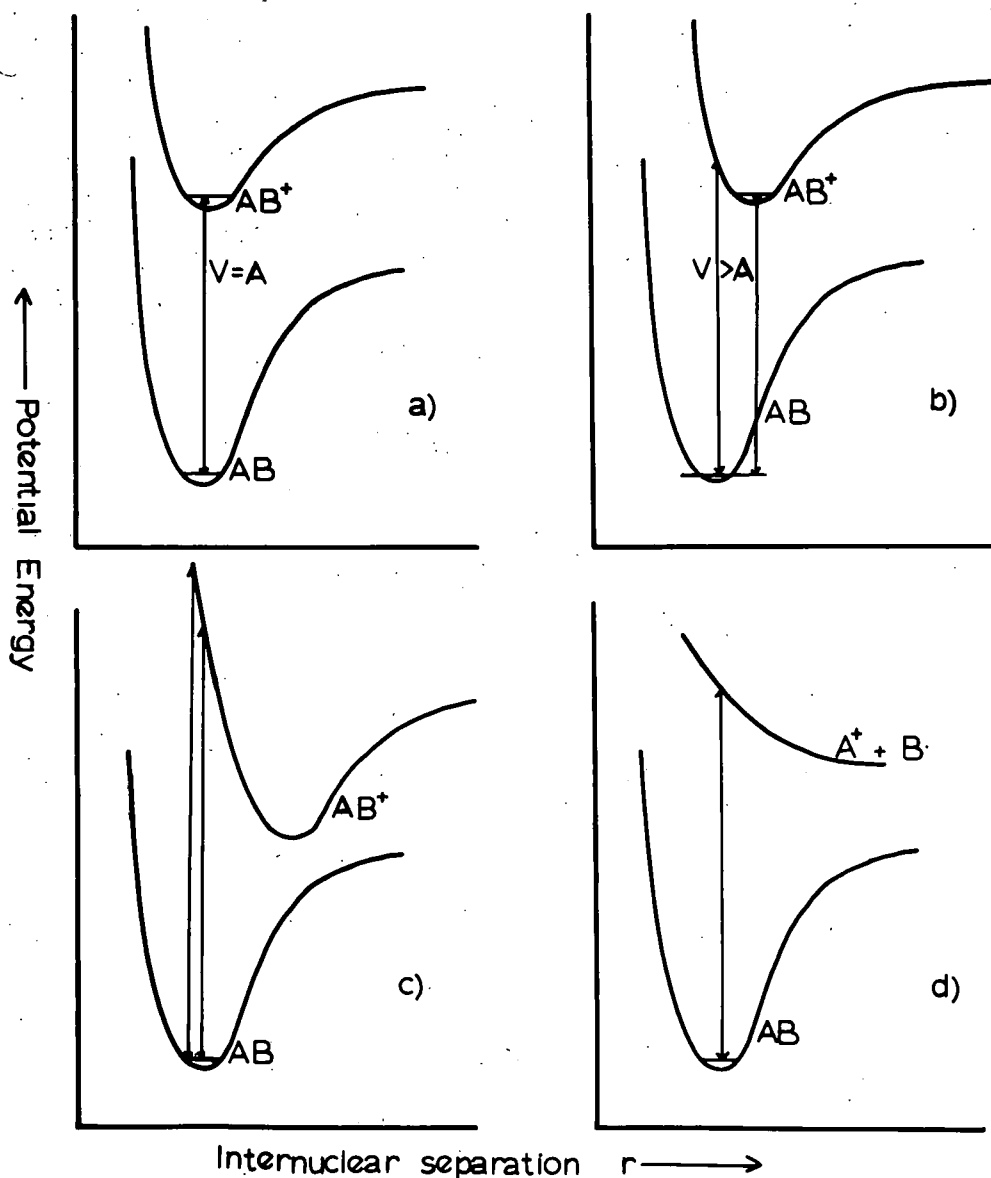 AB⁺
V=A
AB
a)
AB⁺
V>A
AB
b)
AB⁺
AB
c)
A⁺ + B·
AB
d)
Potential Energy
Internuclear separation r